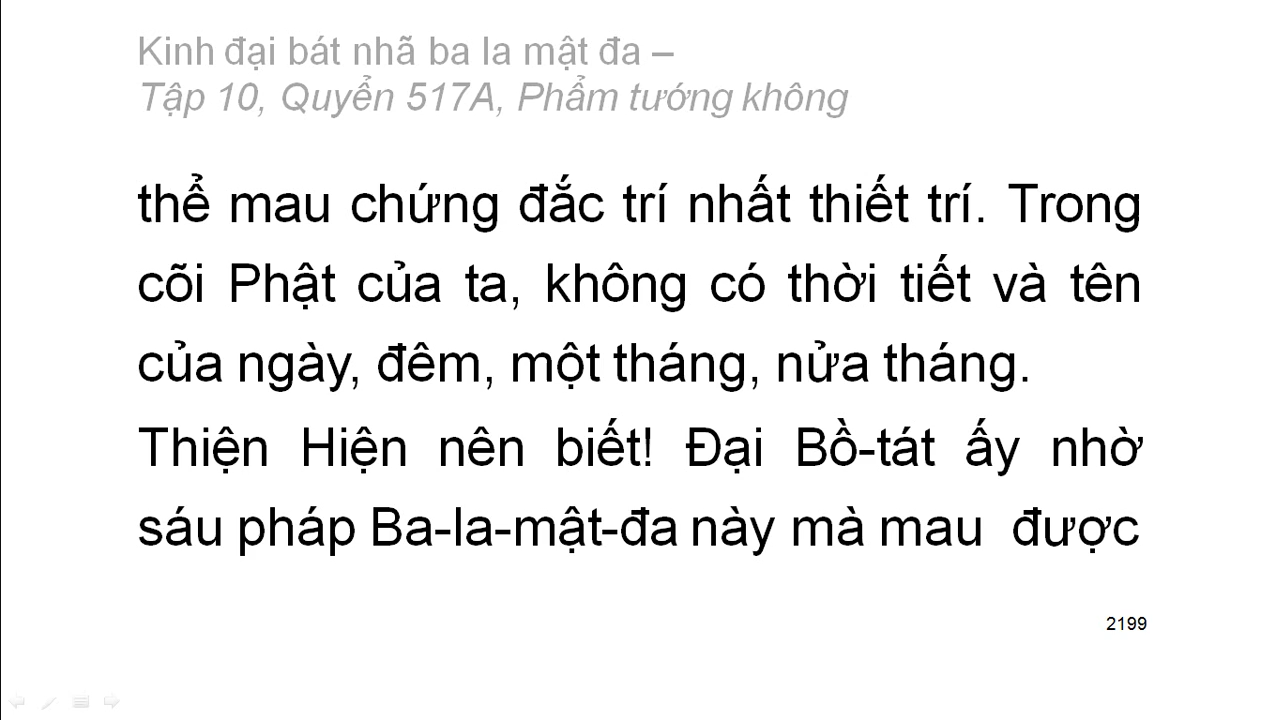 Kinh đại bát nhã ba la mật đa –
Tập 10, Quyển 517A, Phẩm tướng không
thể mau chứng đắc trí nhất thiết trí. Trong
cõi Phật của ta, không có thời tiết và tên
của ngày, đêm, một tháng, nửa tháng.
Thiện Hiện nên biết! Đại Bồ-tát ấy nhờ
sáu pháp Ba-la-mật-đa này mà mau được
2199